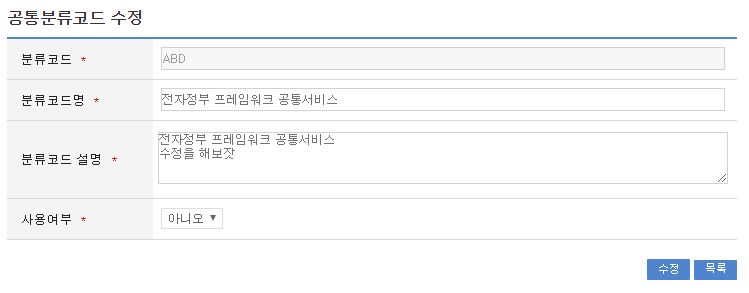 공통분류코드 수정
분류코드 *
ABD
분류코드명 *
전자정부 프레임워크 공통서비스
분류코드 설명 *
전자정부 프레임워크 공통서비스
수정을 해보잣
사용여부 *
아니오 ▼
수정 목록